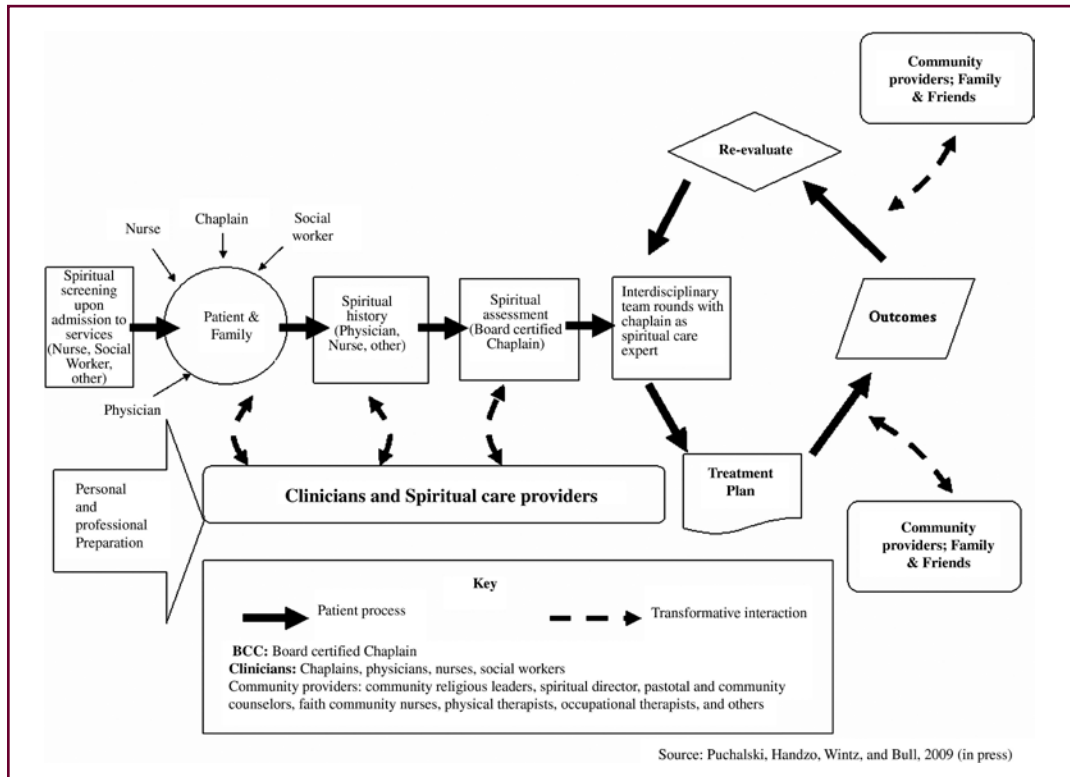 Community
providers; Family
& Friends
Re-evaluate
Nurse
Chaplain
Social
worker
Spiritual
screening
upon
admission to
services
(Nurse, Social
Worker,
other)
Patient &
Family
Spiritual
history
(Physician,
Nurse, other)
Spiritual
assessment
(Board certified
Chaplain)
Interdisciplinary
team rounds with
chaplain as
spiritual care
expert
Outcomes
Physician
Personal
and
professional
Preparation
Clinicians and Spiritual care providers
Treatment
Plan
Community
providers; Family
& Friends
Key
Patient process
Transformative interaction
BCC: Board certified Chaplain
Clinicians: Chaplains, physicians, nurses, social workers
Community providers: community religious leaders, spiritual director, pastotal and community
counselors, faith community nurses, physical therapists, occupational therapists, and others
Source: Puchalski, Handzo, Wintz, and Bull, 2009 (in press)